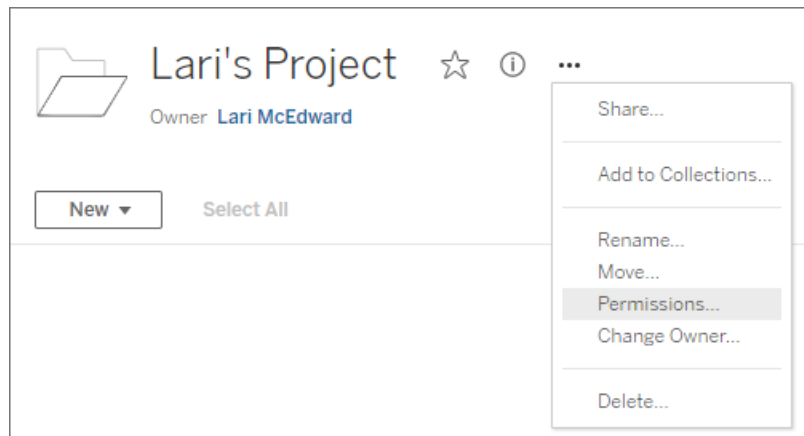 Lari's Project
Owner Lari McEdward
New
Select All
Share...
Add to Collections...
Rename...
Move...
Permissions...
Change Owner...
Delete...